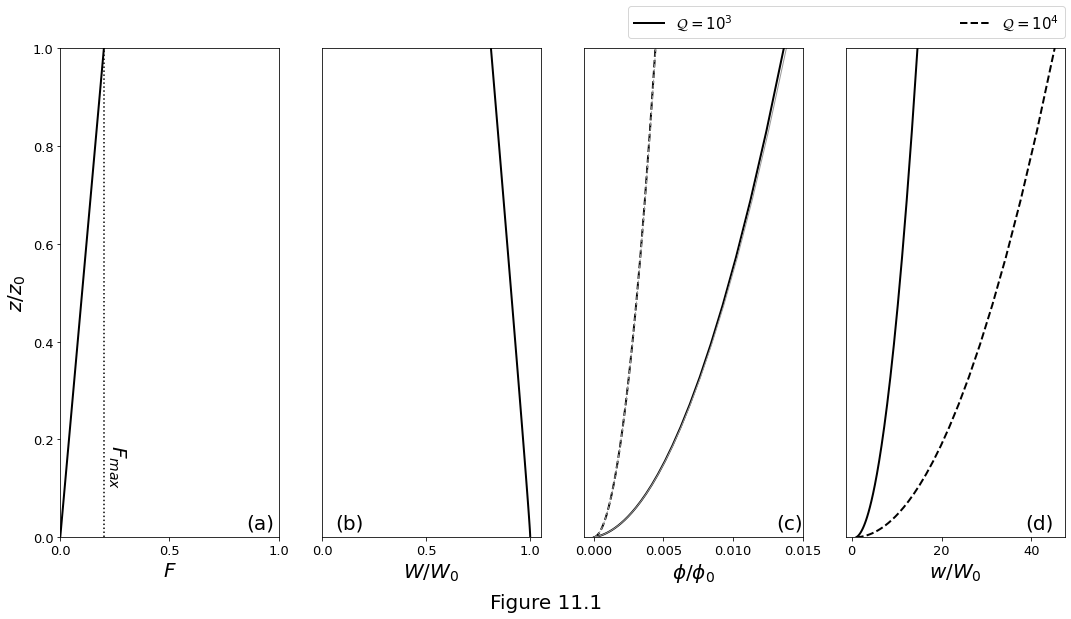 𝒬 = 10³ 𝒬 = 10⁴
1.0
0.8
0.6
0.4
0.2
0.0
z/z₀
F_max
(a) (b) (c) (d)
0.0 0.5 1.0 0.0 0.5 1.0 0.000 0.005 0.010 0.015 0 20 40
F W/W₀ ϕ/ϕ₀ w/W₀
Figure 11.1